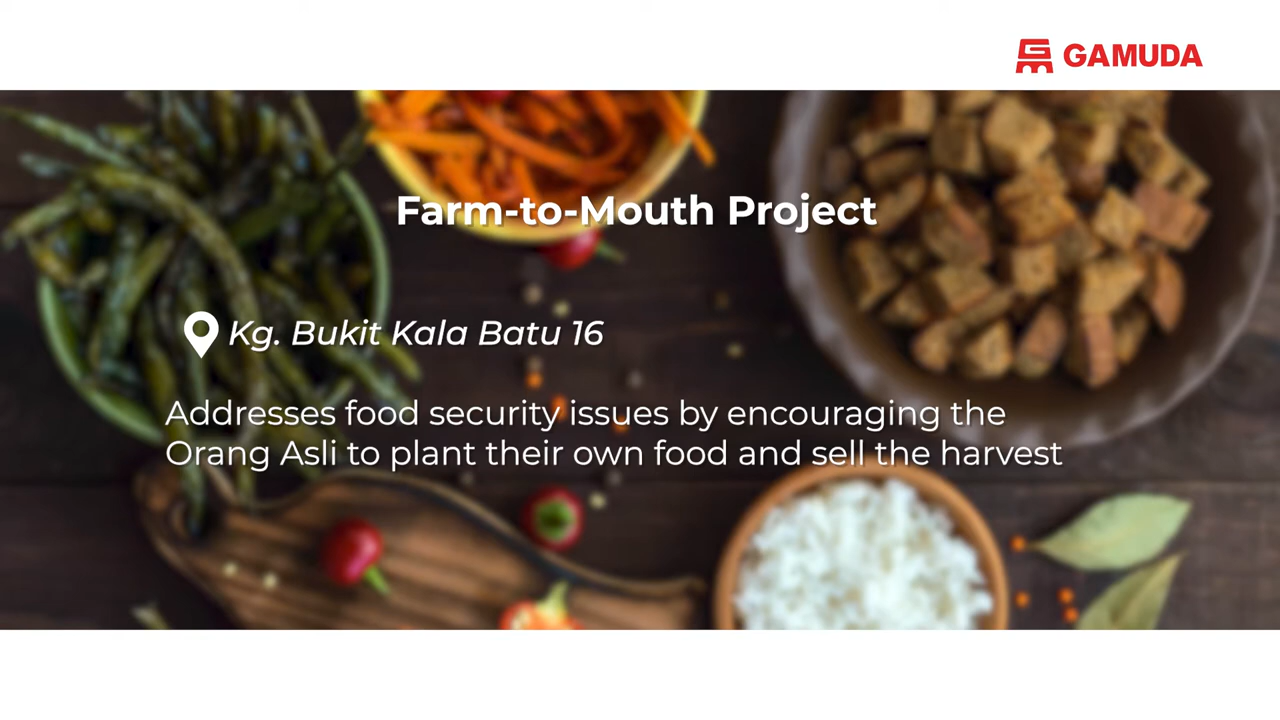 GAMUDA
Farm-to-Mouth Project
Kg. Bukit Kala Batu 16
Addresses food security issues by encouraging the
Orang Asli to plant their own food and sell the harvest